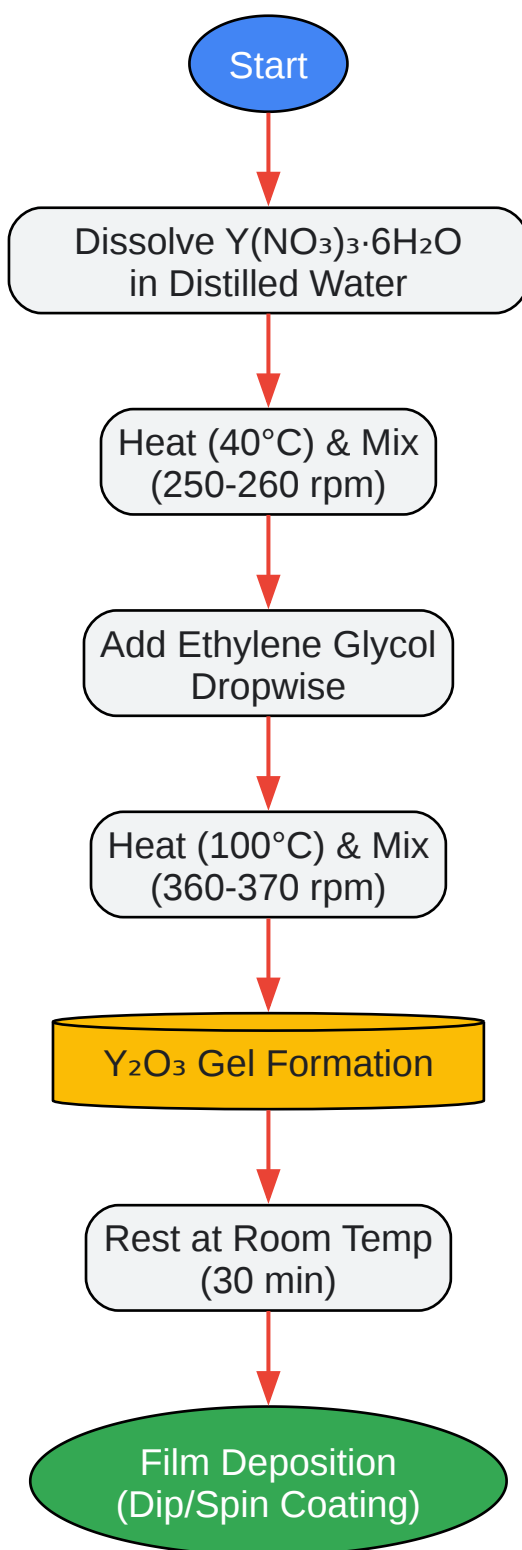 Start
Dissolve Y(NO₃)₃·6H₂O
in Distilled Water
Heat (40°C) & Mix
(250-260 rpm)
Add Ethylene Glycol
Dropwise
Heat (100°C) & Mix
(360-370 rpm)
Y₂O₃ Gel Formation
Rest at Room Temp
(30 min)
Film Deposition
(Dip/Spin Coating)